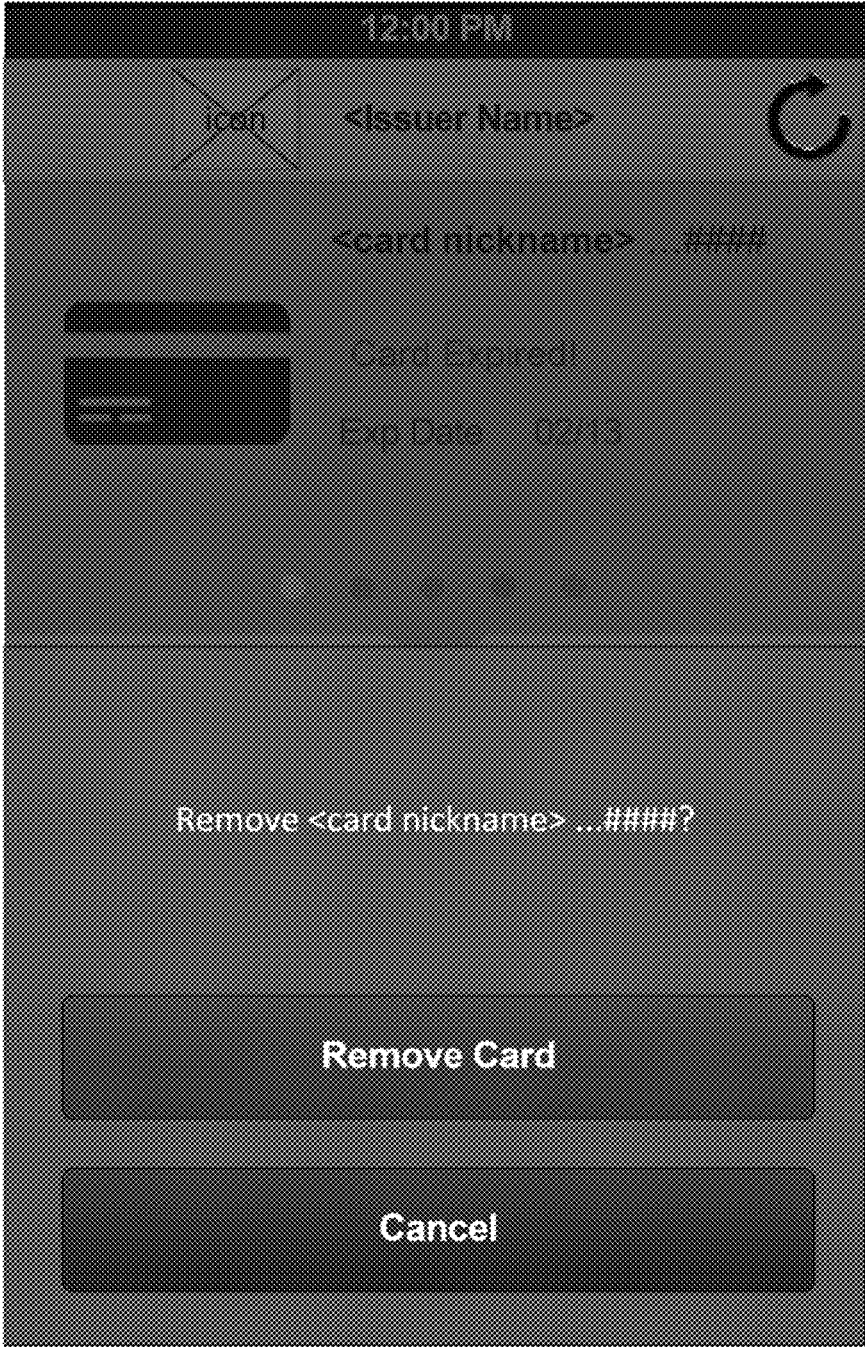 12:00 PM
icon <Issuer Name>
<card nickname> ...####
Card Expired!
Exp Date 02/13
Remove <card nickname> ...####?
Remove Card
Cancel